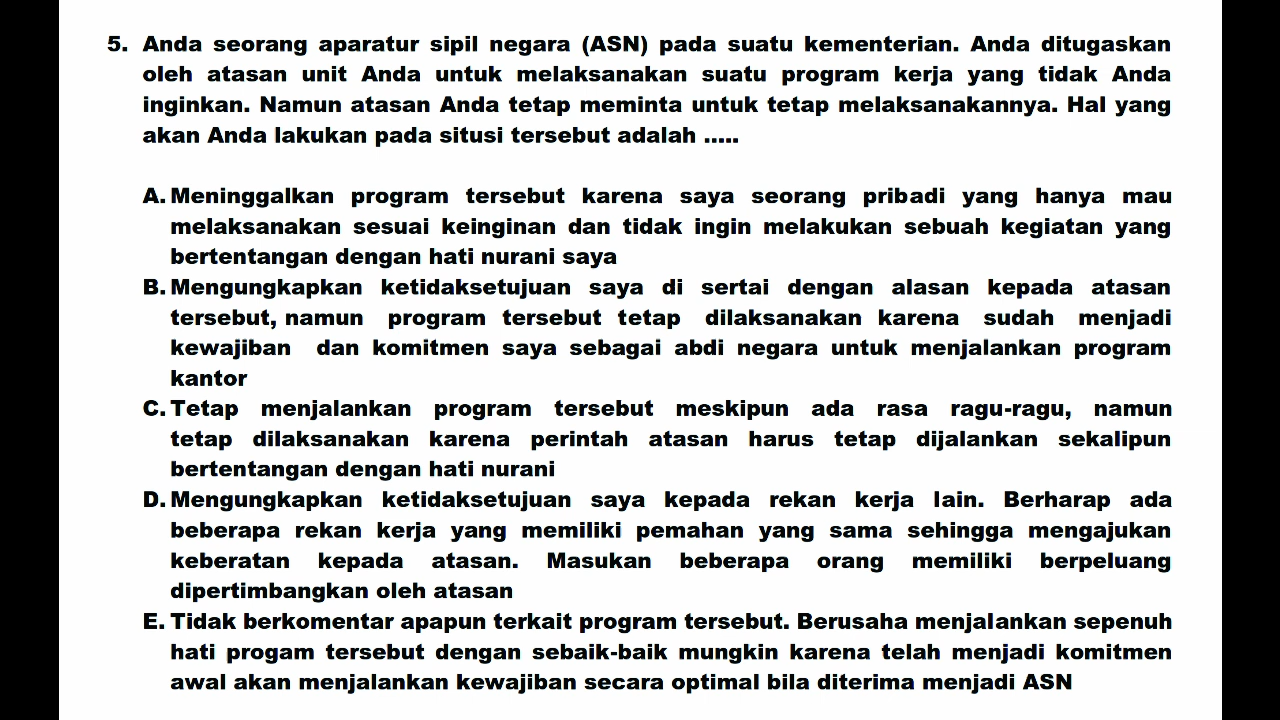 5. Anda seorang aparatur sipil negara (ASN) pada suatu kementerian. Anda ditugaskan
oleh atasan unit Anda untuk melaksanakan suatu program kerja yang tidak Anda
inginkan. Namun atasan Anda tetap meminta untuk tetap melaksanakannya. Hal yang
akan Anda lakukan pada situsi tersebut adalah .....
A. Meninggalkan program tersebut karena saya seorang pribadi yang hanya mau
melaksanakan sesuai keinginan dan tidak ingin melakukan sebuah kegiatan yang
bertentangan dengan hati nurani saya
B. Mengungkapkan ketidaksetujuan saya di sertai dengan alasan kepada atasan
tersebut, namun program tersebut tetap dilaksanakan karena sudah menjadi
kewajiban dan komitmen saya sebagai abdi negara untuk menjalankan program
kantor
C. Tetap menjalankan program tersebut meskipun ada rasa ragu-ragu, namun
tetap dilaksanakan karena perintah atasan harus tetap dijalankan sekalipun
bertentangan dengan hati nurani
D. Mengungkapkan ketidaksetujuan saya kepada rekan kerja lain. Berharap ada
beberapa rekan kerja yang memiliki pemahan yang sama sehingga mengajukan
keberatan kepada atasan. Masukan beberapa orang memiliki berpeluang
dipertimbangkan oleh atasan
E. Tidak berkomentar apapun terkait program tersebut. Berusaha menjalankan sepenuh
hati progam tersebut dengan sebaik-baik mungkin karena telah menjadi komitmen
awal akan menjalankan kewajiban secara optimal bila diterima menjadi ASN